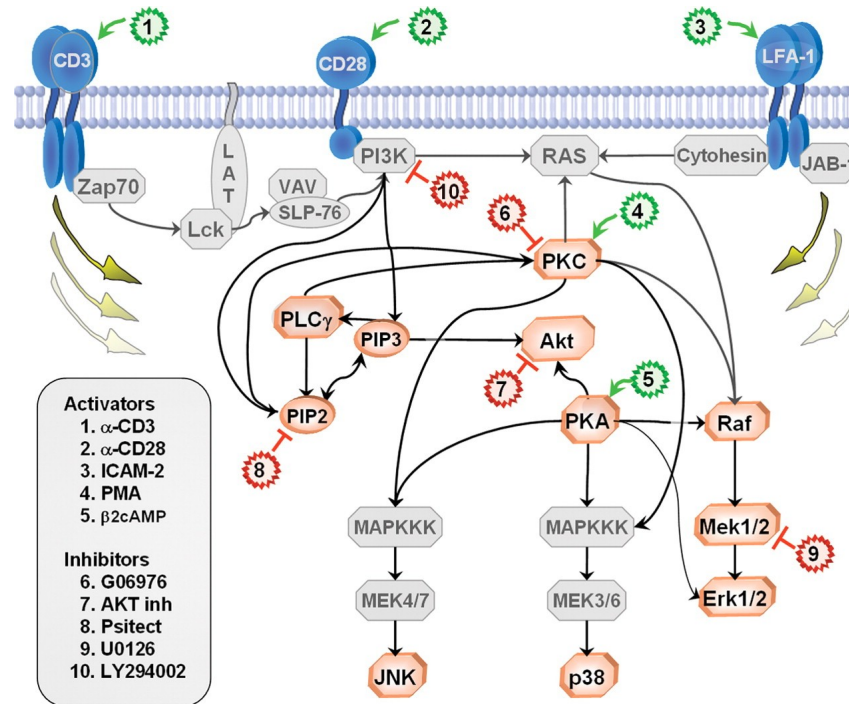 1
2
3
CD3
CD28
LFA-1
LAT
Zap70
Lck
VAV
SLP-76
PI3K
RAS
Cytohesin
JAB-1
10
6
4
PKC
PLCγ
PIP3
Akt
7
5
PIP2
PKA
Raf
8
MAPKKK
MAPKKK
Mek1/2
9
MEK4/7
MEK3/6
Erk1/2
JNK
p38
Activators
1. α-CD3
2. α-CD28
3. ICAM-2
4. PMA
5. β2cAMP
Inhibitors
6. G06976
7. AKT inh
8. Psitect
9. U0126
10. LY294002